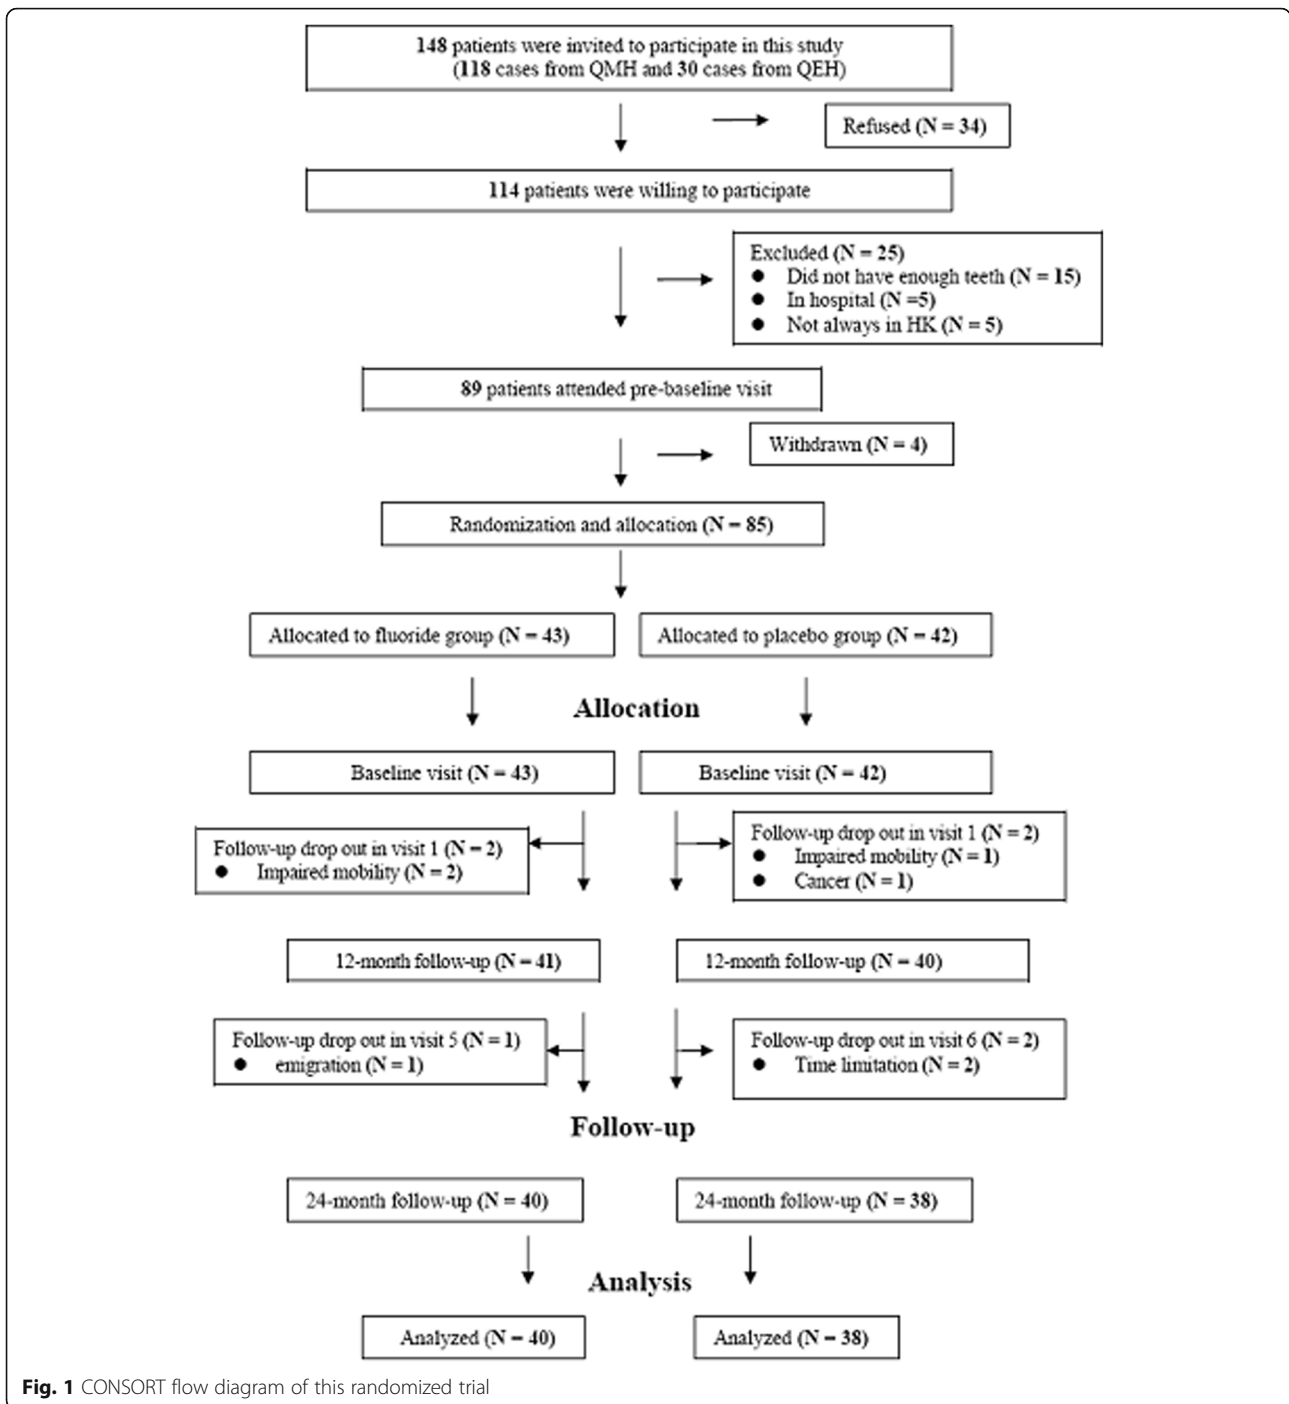 148 patients were invited to participate in this study
(118 cases from QMH and 30 cases from QEH)
Refused (N = 34)
114 patients were willing to participate
Excluded (N = 25)
● Did not have enough teeth (N = 15)
● In hospital (N =5)
● Not always in HK (N = 5)
89 patients attended pre-baseline visit
Withdrawn (N = 4)
Randomization and allocation (N = 85)
Allocated to fluoride group (N = 43)
Allocated to placebo group (N = 42)
Allocation
Baseline visit (N = 43)
Baseline visit (N = 42)
Follow-up drop out in visit 1 (N = 2)
● Impaired mobility (N = 2)
Follow-up drop out in visit 1 (N = 2)
● Impaired mobility (N = 1)
● Cancer (N = 1)
12-month follow-up (N = 41)
12-month follow-up (N = 40)
Follow-up drop out in visit 5 (N = 1)
● emigration (N = 1)
Follow-up drop out in visit 6 (N = 2)
● Time limitation (N = 2)
Follow-up
24-month follow-up (N = 40)
24-month follow-up (N = 38)
Analysis
Analyzed (N = 40)
Analyzed (N = 38)
Fig. 1 CONSORT flow diagram of this randomized trial